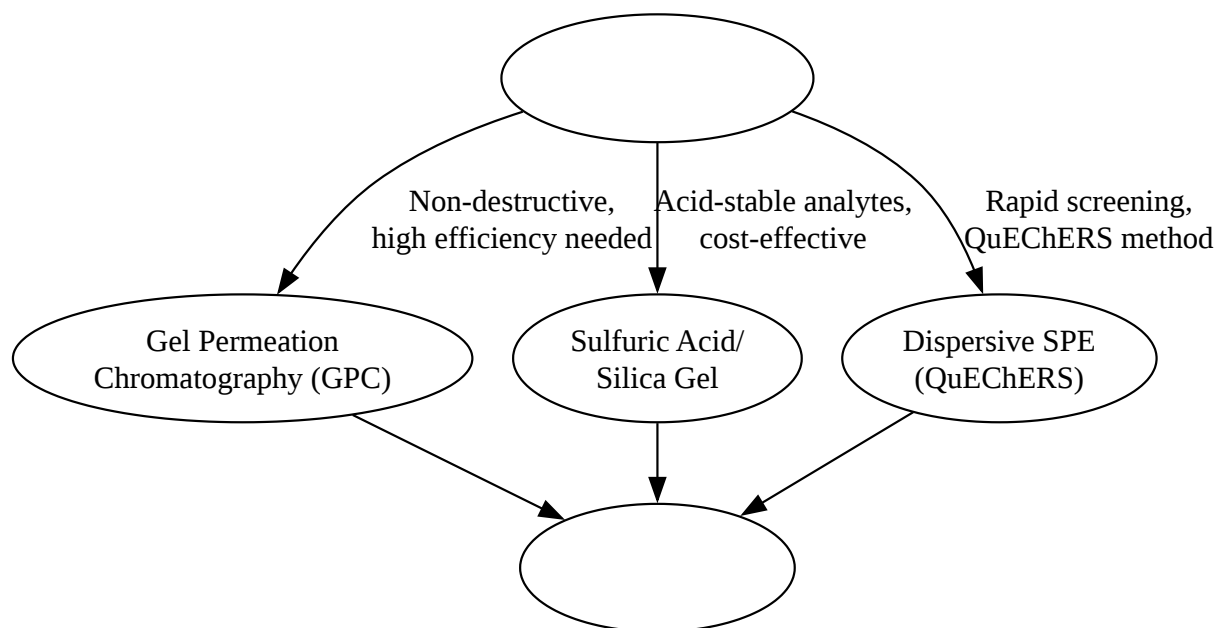 Non-destructive,
high efficiency needed
Acid-stable analytes,
cost-effective
Rapid screening,
QuEChERS method
Gel Permeation
Chromatography (GPC)
Sulfuric Acid/
Silica Gel
Dispersive SPE
(QuEChERS)